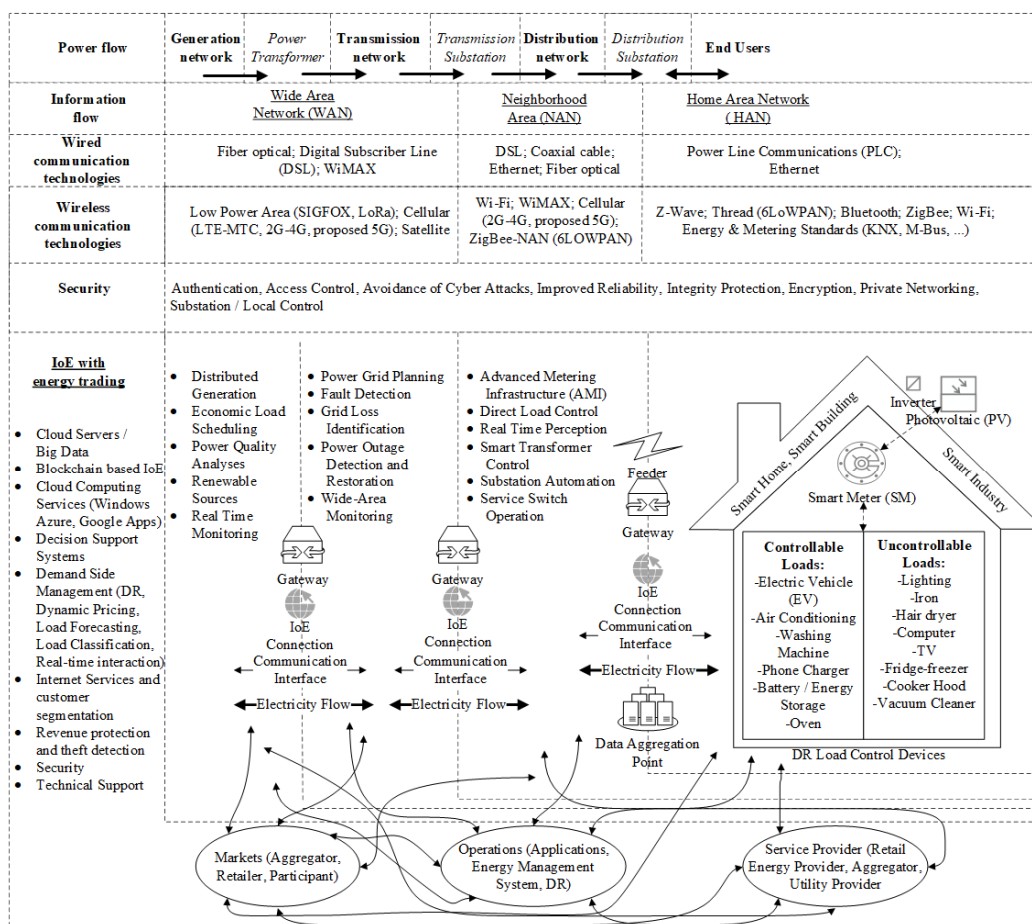 Power flow
Generation
network
Power
Transformer
Transmission
network
Transmission
Substation
Distribution
network
Distribution
Substation
End Users
Information
flow
Wide Area
Network (WAN)
Neighborhood
Area (NAN)
Home Area Network
( HAN)
Wired
communication
technologies
Fiber optical; Digital Subscriber Line
(DSL); WiMAX
DSL; Coaxial cable;
Ethernet; Fiber optical
Power Line Communications (PLC);
Ethernet
Wireless
communication
technologies
Low Power Area (SIGFOX, LoRa); Cellular
(LTE-MTC, 2G-4G, proposed 5G); Satellite
Wi-Fi; WiMAX; Cellular
(2G-4G, proposed 5G);
ZigBee-NAN (6LOWPAN)
Z-Wave; Thread (6LoWPAN); Bluetooth; ZigBee; Wi-Fi;
Energy & Metering Standards (KNX, M-Bus, ...)
Security
Authentication, Access Control, Avoidance of Cyber Attacks, Improved Reliability, Integrity Protection, Encryption, Private Networking,
Substation / Local Control
IoE with
energy trading
• Cloud Servers /
Big Data
• Blockchain based IoE
• Cloud Computing
Services (Windows
Azure, Google Apps)
• Decision Support
Systems
• Demand Side
Management (DR,
Dynamic Pricing,
Load Forecasting,
Load Classification,
Real-time interaction)
• Internet Services and
customer
segmentation
• Revenue protection
and theft detection
• Security
• Technical Support
• Distributed
Generation
• Economic Load
Scheduling
• Power Quality
Analyses
• Renewable
Sources
• Real Time
Monitoring
• Power Grid Planning
• Fault Detection
• Grid Loss
Identification
• Power Outage
Detection and
Restoration
• Wide-Area
Monitoring
Gateway
IoE
Connection
Communication
Interface
Electricity Flow
• Advanced Metering
Infrastructure (AMI)
• Direct Load Control
• Real Time Perception
• Smart Transformer
Control
• Substation Automation
• Service Switch
Operation
Gateway
IoE
Connection
Communication
Interface
Electricity Flow
Feeder
Gateway
IoE
Connection
Communication
Interface
Electricity Flow
Data Aggregation
Point
Smart Home, Smart Building
Smart Industry
Inverter
Photovoltaic (PV)
Smart Meter (SM)
Controllable
Loads:
-Electric Vehicle
(EV)
-Air Conditioning
-Washing
Machine
-Phone Charger
-Battery / Energy
Storage
-Oven
Uncontrollable
Loads:
-Lighting
-Iron
-Hair dryer
-Computer
-TV
-Fridge-freezer
-Cooker Hood
-Vacuum Cleaner
DR Load Control Devices
Markets (Aggregator,
Retailer, Participant)
Operations (Applications,
Energy Management
System, DR)
Service Provider (Retail
Energy Provider, Aggregator,
Utility Provider